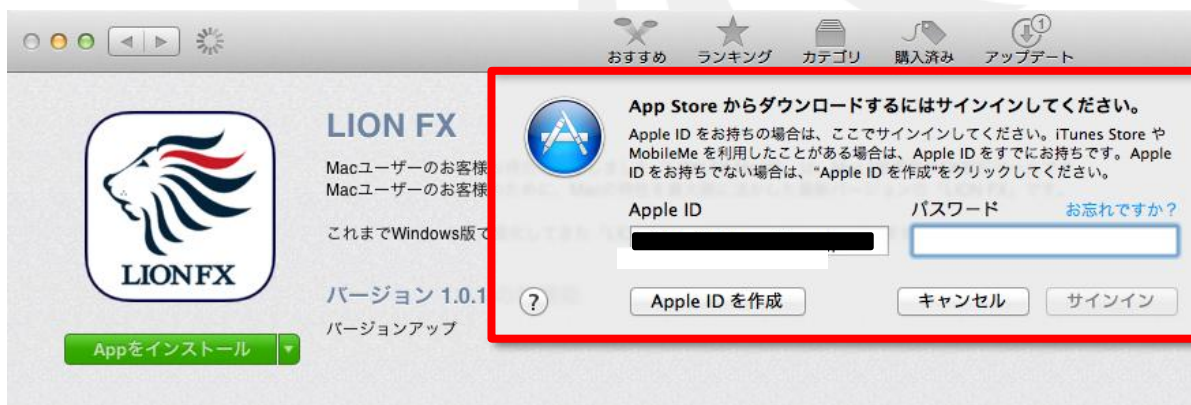 おすすめ ランキング カテゴリ 購入済み アップデート
1
LIONFX
Appをインストール
LION FX
Macユーザーのお客様
Macユーザーのお客様
これまでWindows版で
バージョン 1.0.1
バージョンアップ
App Store からダウンロードするにはサインインしてください。
Apple ID をお持ちの場合は、ここでサインインしてください。iTunes Store や
MobileMe を利用したことがある場合は、Apple ID をすでにお持ちです。Apple
ID をお持ちでない場合は、“Apple ID を作成”をクリックしてください。
Apple ID パスワード お忘れですか?
? Apple ID を作成 キャンセル サインイン